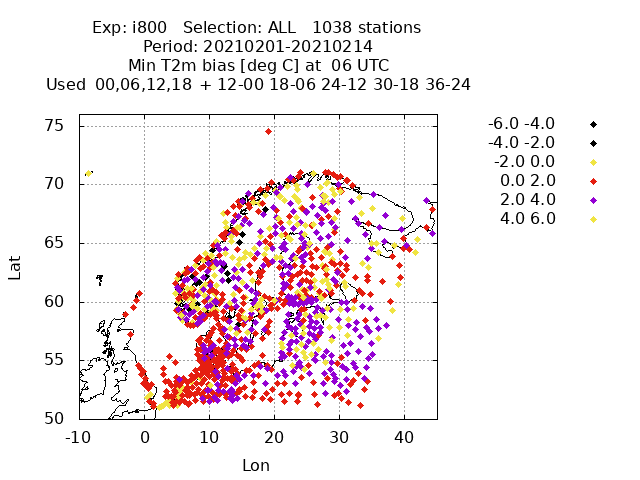 Exp: i800   Selection: ALL   1038 stations
Period: 20210201-20210214
Min T2m bias [deg C] at  06 UTC
Used  00,06,12,18  + 12-00 18-06 24-12 30-18 36-24
-6.0 -4.0
-4.0 -2.0
-2.0 0.0
0.0 2.0
2.0 4.0
4.0 6.0
75
70
65
60
55
50
Lat
-10 0 10 20 30 40
Lon